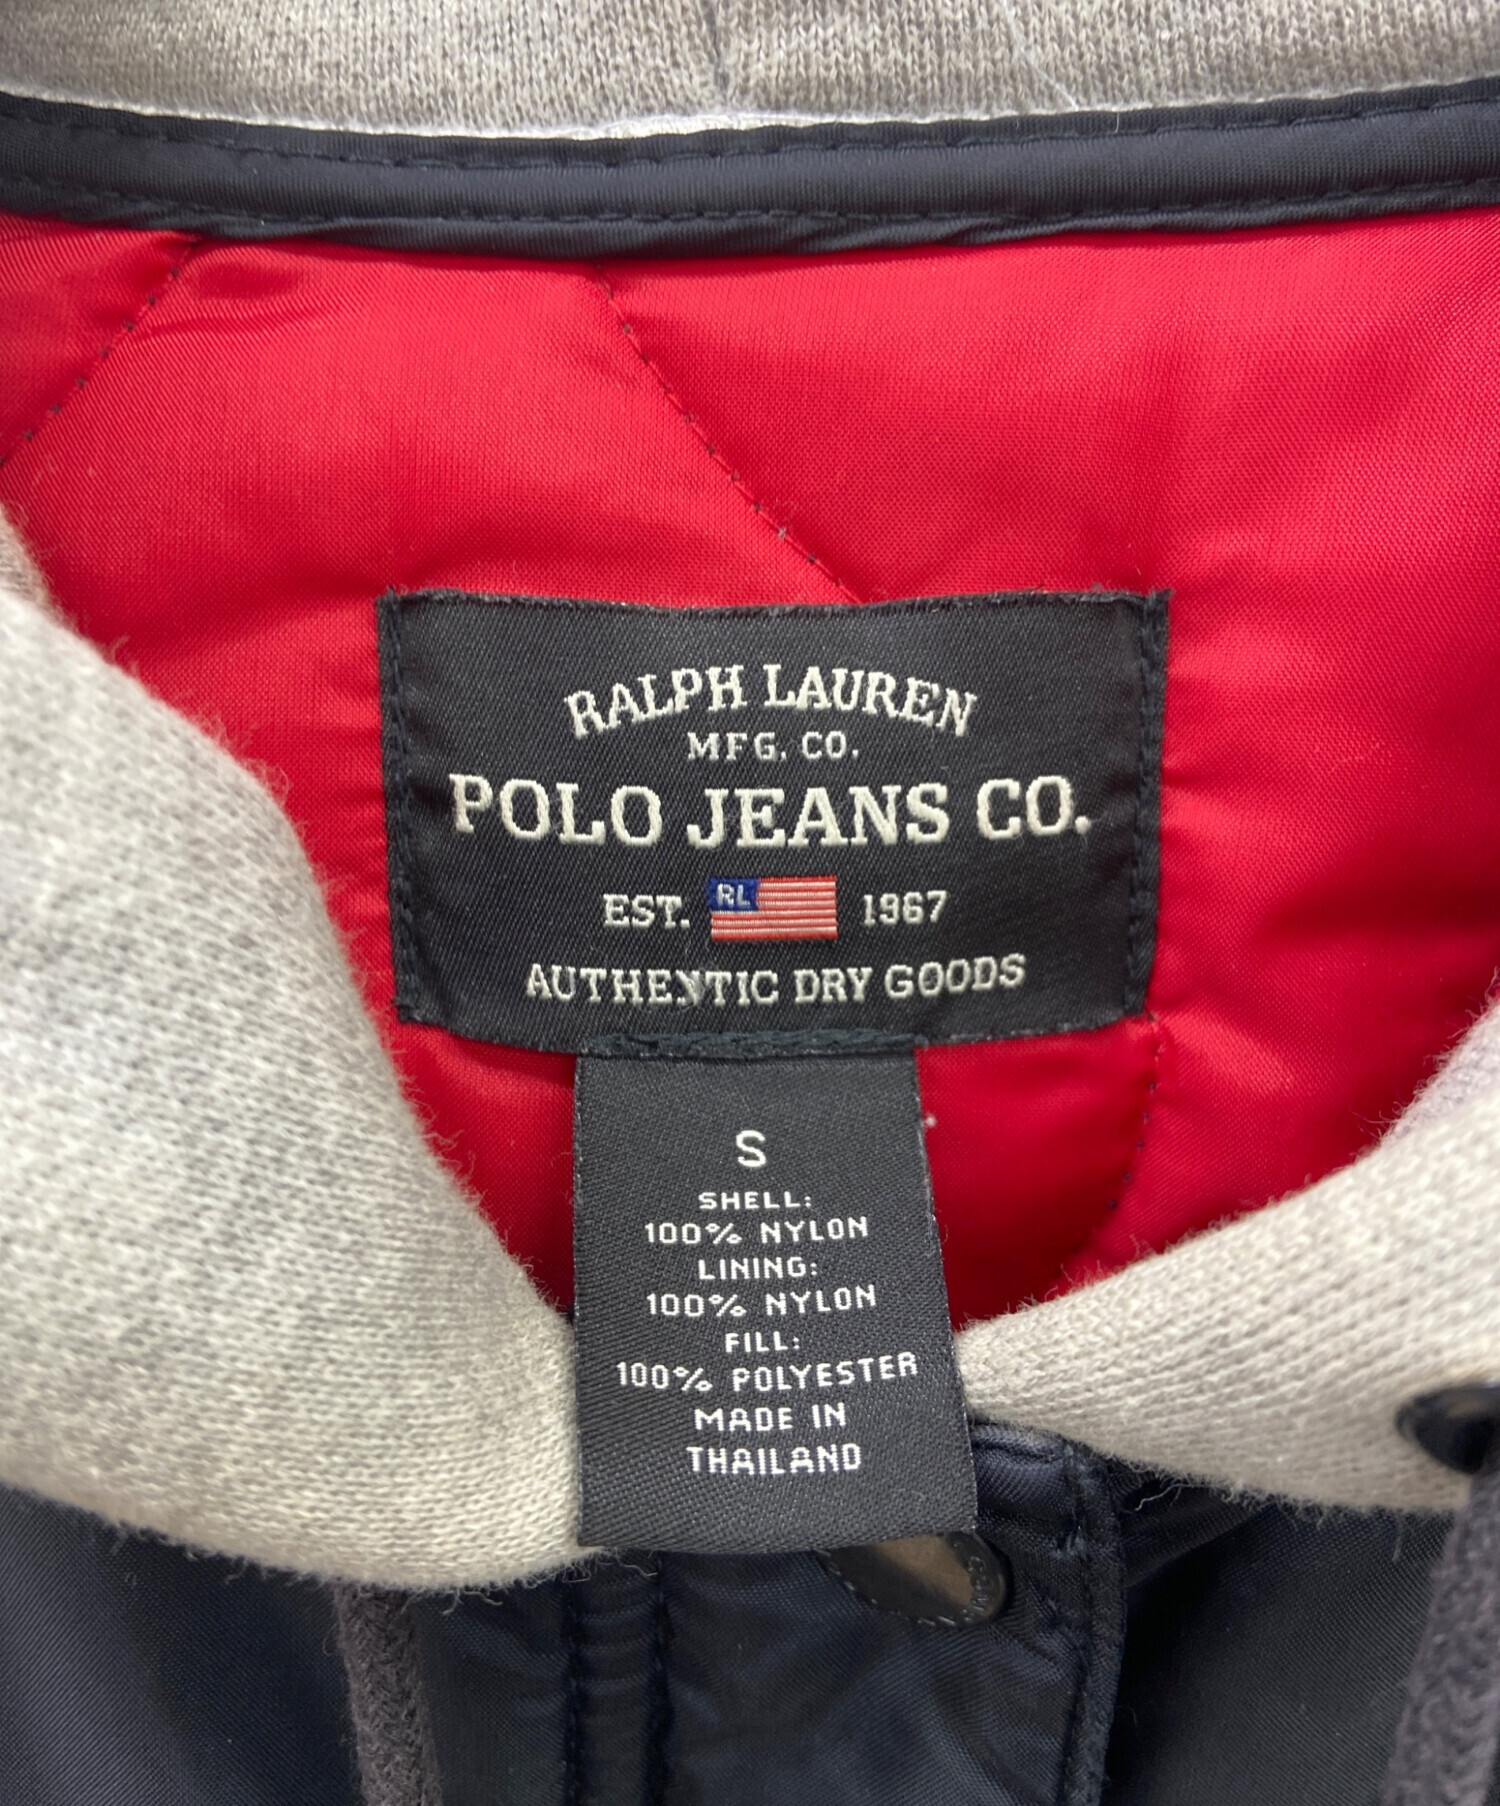 RALPH LAUREN
MFG. CO.
POLO JEANS CO.
EST. RL 1967
AUTHENTIC DRY GOODS
S
SHELL:
100% NYLON
LINING:
100% NYLON
FILL:
100% POLYESTER
MADE IN
THAILAND